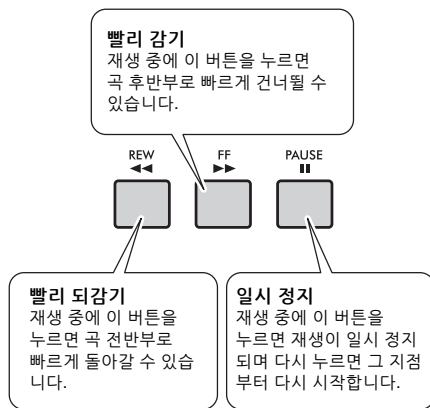 빨리 감기
재생 중에 이 버튼을 누르면
곡 후반부로 빠르게 건너뛸 수
있습니다.
REW
FF
PAUSE
빨리 되감기
재생 중에 이 버튼을
누르면 곡 전반부로
빠르게 돌아갈 수 있습
니다.
일시 정지
재생 중에 이 버튼을
누르면 재생이 일시 정지
되며 다시 누르면 그 지점
부터 다시 시작합니다.